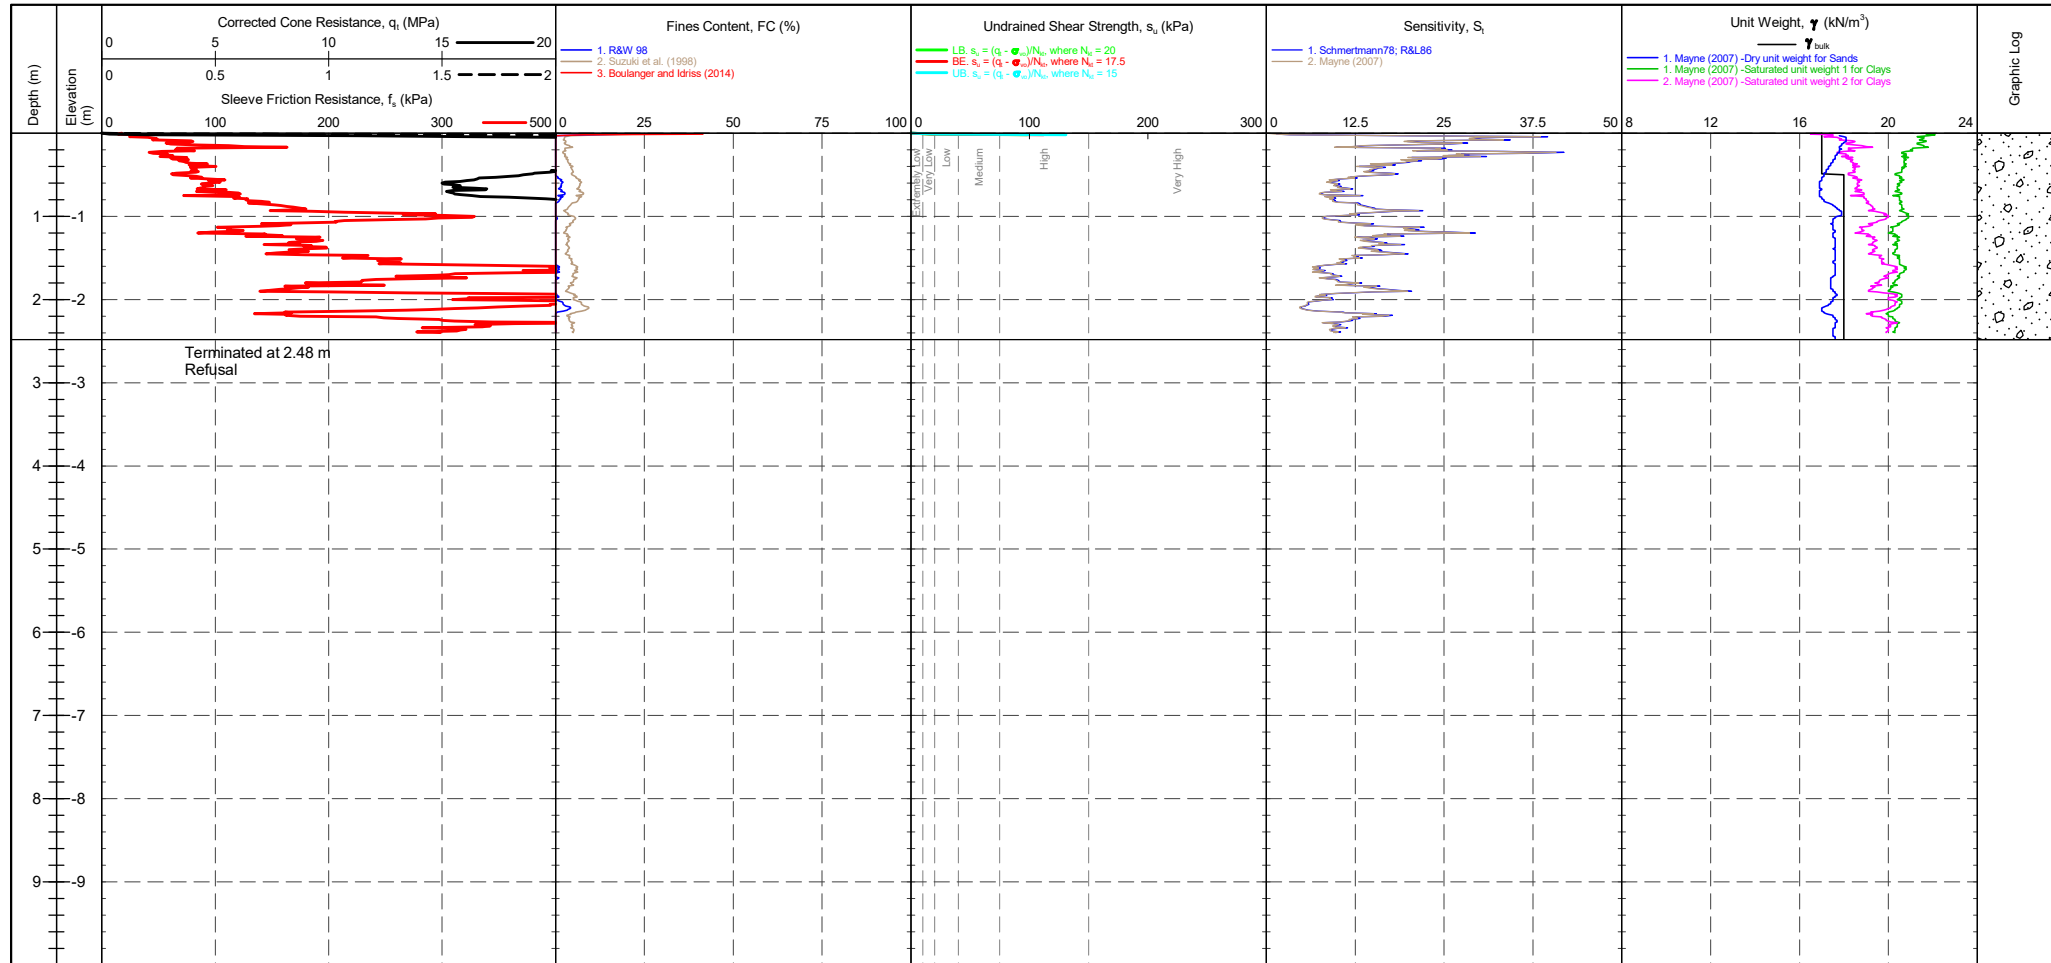 Depth (m)
Elevation
(m)
Corrected Cone Resistance, qt (MPa)
0 5 10 15 20
0 0.5 1 1.5 2
Sleeve Friction Resistance, fs (kPa)
0 100 200 300 500
Fines Content, FC (%)
1. R&W 98
2. Suzuki et al. (1998)
3. Boulanger and Idriss (2014)
0 25 50 75 100
Undrained Shear Strength, su (kPa)
LB. su = (qt - σvo)/Nkt, where Nkt = 20
BE. su = (qt - σvo)/Nkt, where Nkt = 17.5
UB. su = (qt - σvo)/Nkt, where Nkt = 15
0 100 200 300
Extremely Low
Very Low
Low
Medium
High
Very High
Sensitivity, St
1. Schmertmann78; R&L86
2. Mayne (2007)
0 12.5 25 37.5 50
Unit Weight, γ (kN/m³)
γbulk
1. Mayne (2007) -Dry unit weight for Sands
1. Mayne (2007) -Saturated unit weight 1 for Clays
2. Mayne (2007) -Saturated unit weight 2 for Clays
8 12 16 20 24
Graphic Log
1 -1
2 -2
Terminated at 2.48 m
Refusal
3 -3
4 -4
5 -5
6 -6
7 -7
8 -8
9 -9